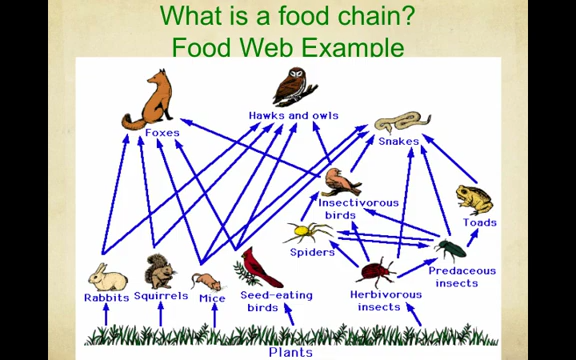 What is a food chain?
Food Web Example
Foxes
Hawks and owls
Snakes
Insectivorous
birds
Toads
Spiders
Predaceous
insects
Rabbits
Squirrels
Mice
Seed-eating
birds
Herbivorous
insects
Plants